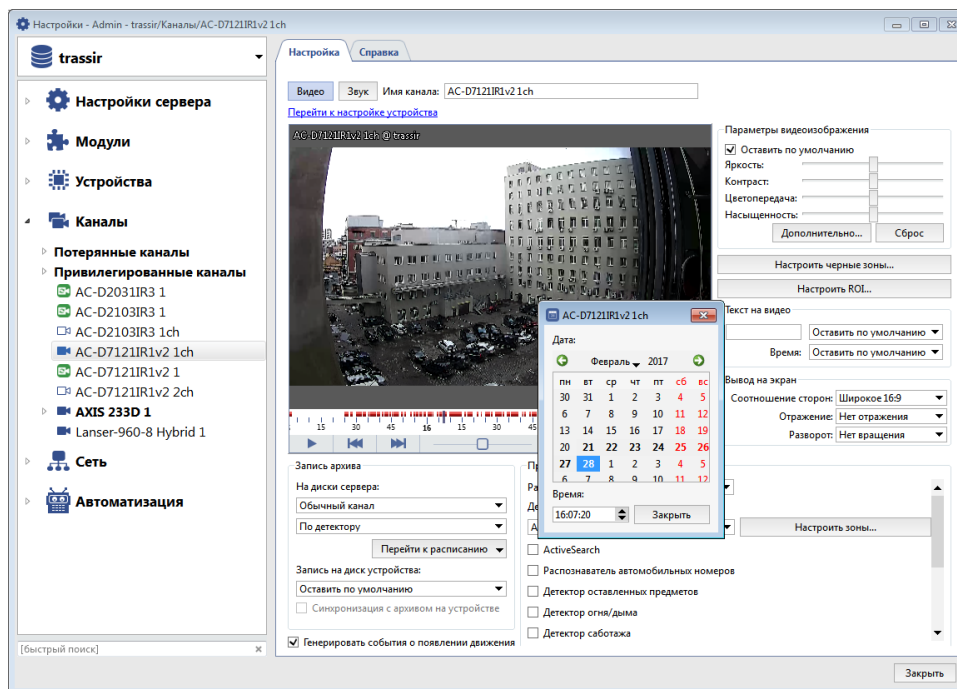 Настройки - Admin - trassir/Каналы/AC-D7121IR1v2 1ch
trassir
Настройки сервера
Модули
Устройства
Каналы
Потерянные каналы
Привилегированные каналы
AC-D2031IR3 1
AC-D2103IR3 1
AC-D2103IR3 1ch
AC-D7121IR1v2 1ch
AC-D7121IR1v2 1
AC-D7121IR1v2 2ch
AXIS 233D 1
Lanser-960-8 Hybrid 1
Сеть
Автоматизация
[быстрый поиск]
Настройка Справка
Видео Звук Имя канала: AC-D7121IR1v2 1ch
Перейти к настройке устройства
AC-D7121IR1v2 1ch @ trassir
15 30 45 16 15 30 45
Запись архива
На диски сервера:
Обычный канал
По детектору
Перейти к расписанию
Запись на диск устройства:
Оставить по умолчанию
Синхронизация с архивом на устройстве
Генерировать события о появлении движения
Параметры видеоизображения
Оставить по умолчанию
Яркость:
Контраст:
Цветопередача:
Насыщенность:
Дополнительно... Сброс
Настроить черные зоны...
Настроить ROI...
Текст на видео
Оставить по умолчанию
Время: Оставить по умолчанию
Вывод на экран
Соотношение сторон: Широкое 16:9
Отражение: Нет отражения
Разворот: Нет вращения
AC-D7121IR1v2 1ch
Дата:
Февраль 2017
пн вт ср чт пт сб вс
30 31 1 2 3 4 5
6 7 8 9 10 11 12
13 14 15 16 17 18 19
20 21 22 23 24 25 26
27 28 1 2 3 4 5
6 7 8 9 10 11 12
Время:
16:07:20 Закрыть
Настроить зоны...
ActiveSearch
Распознаватель автомобильных номеров
Детектор оставленных предметов
Детектор огня/дыма
Детектор саботажа
Закрыть